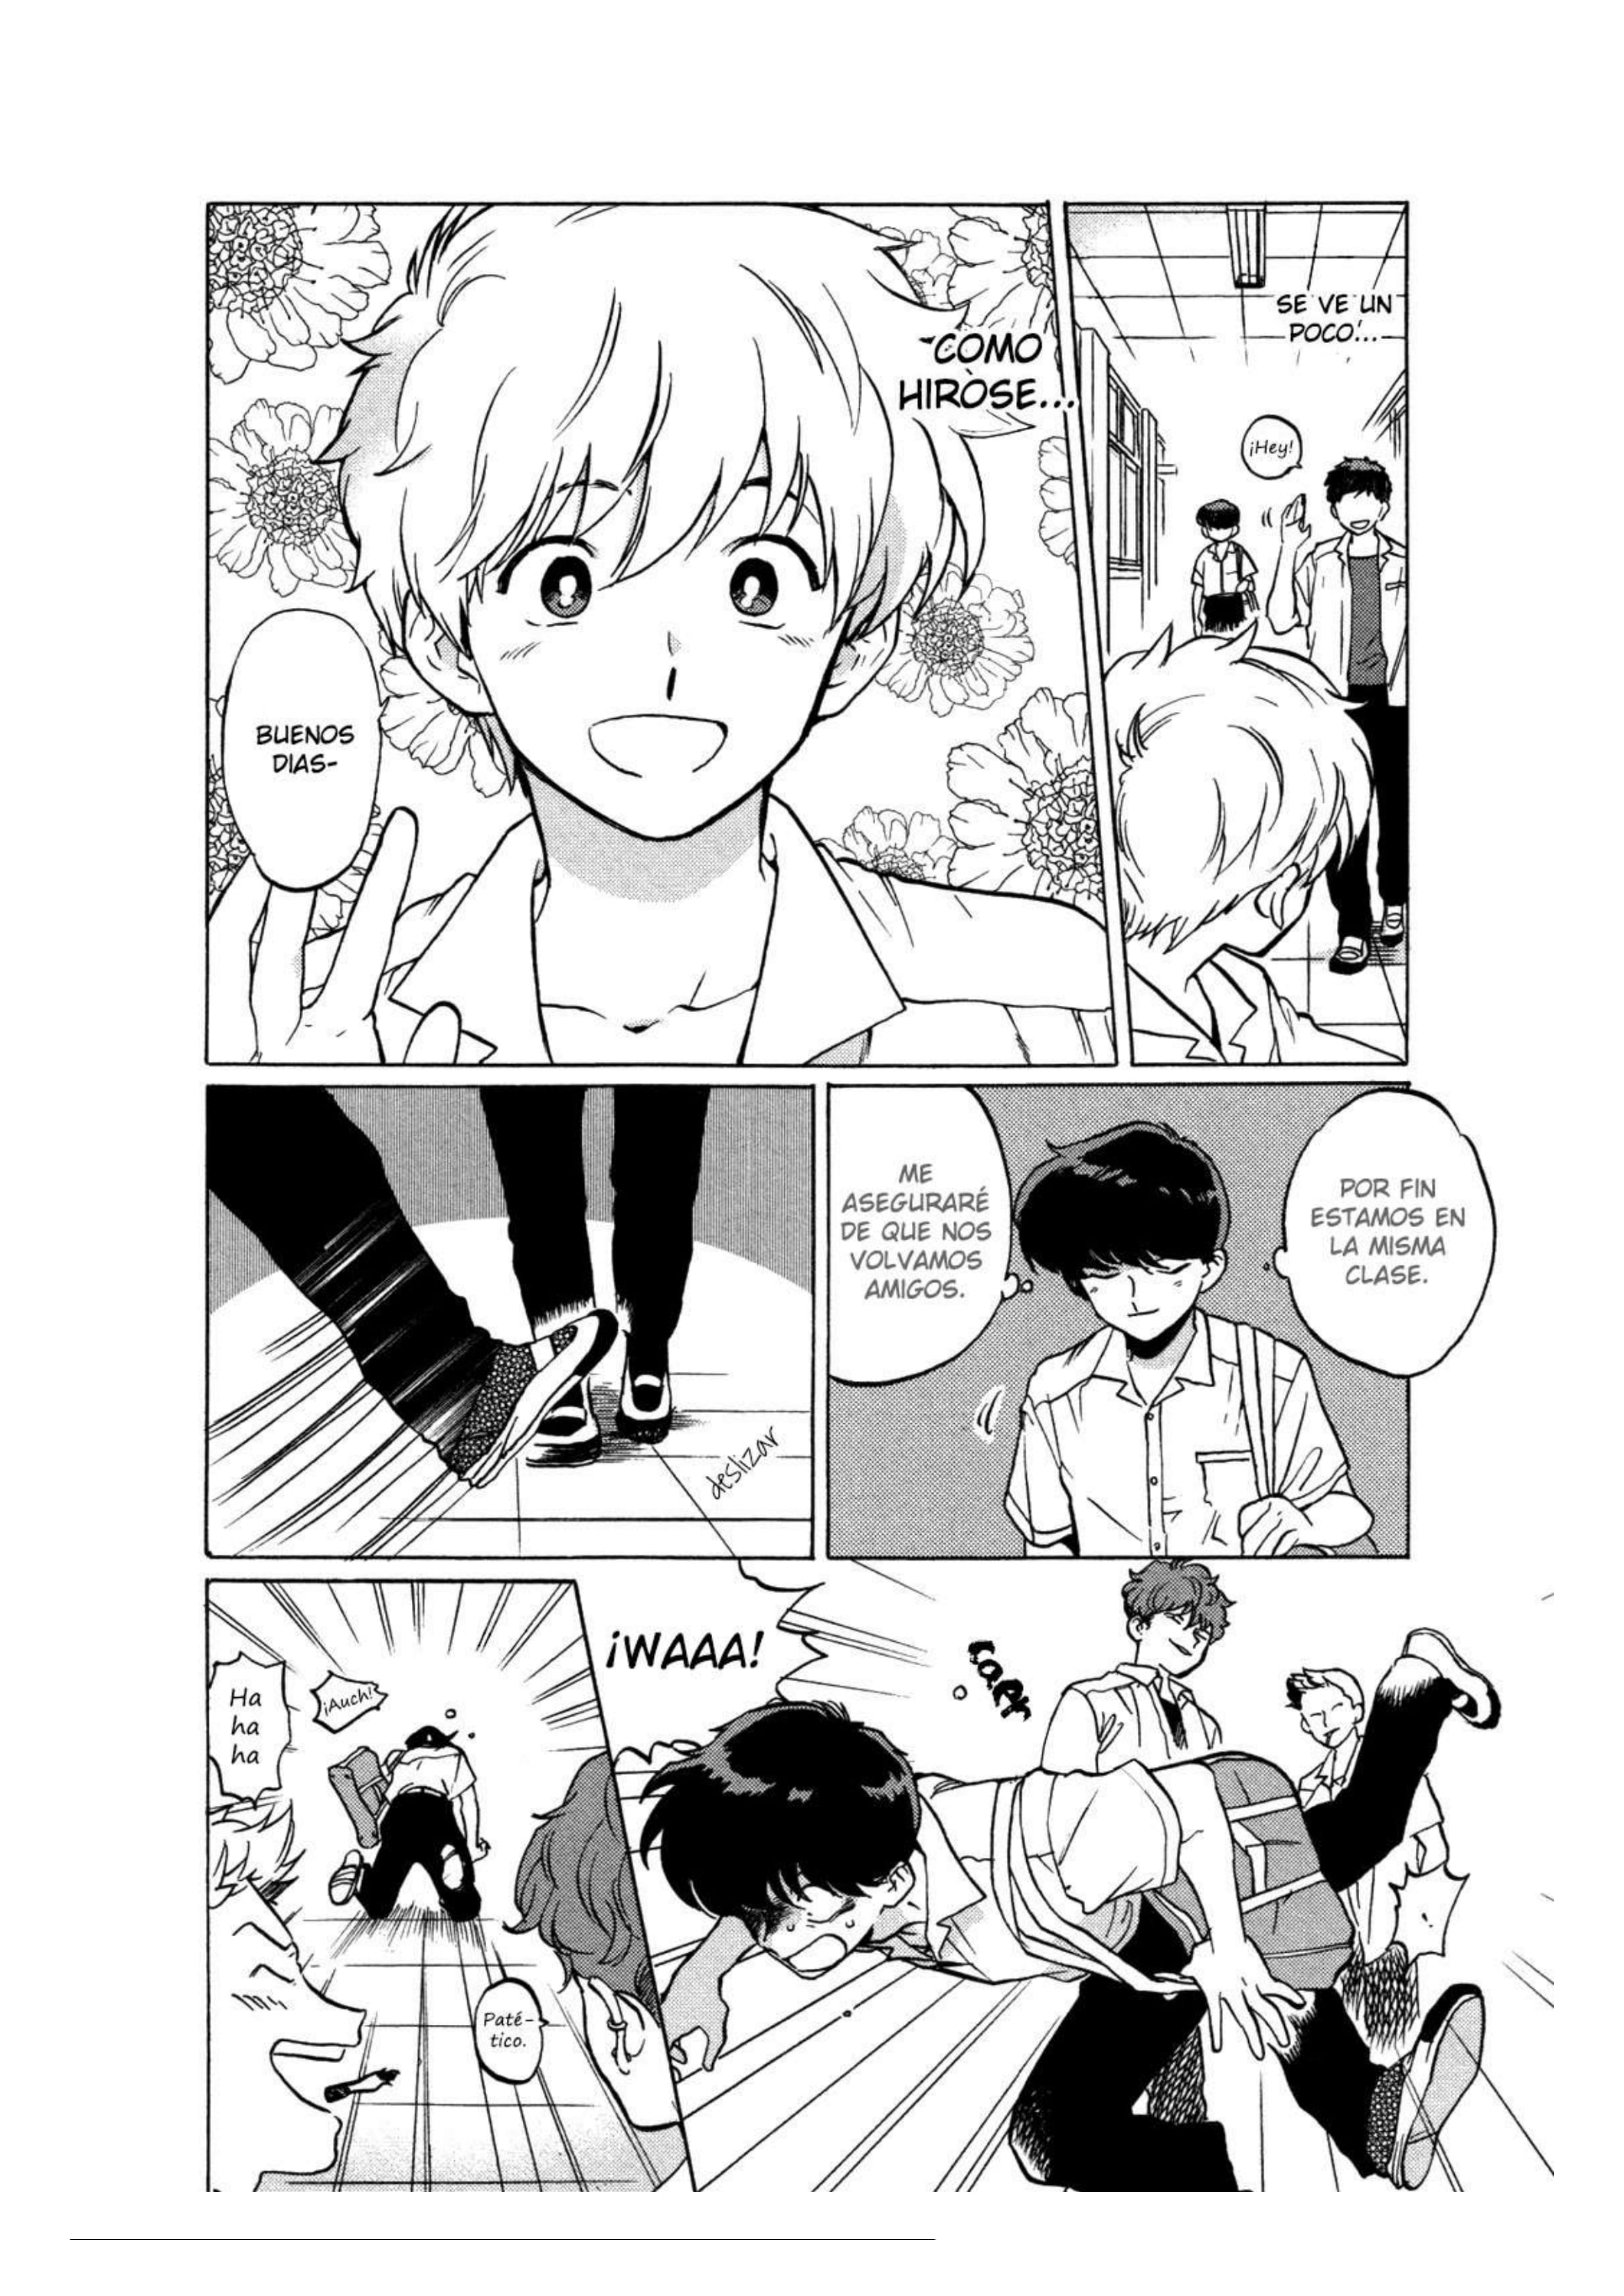 SE VE UN
POCO...
¡Hey!
COMO
HIROSE...
BUENOS
DIAS-
POR FIN
ESTAMOS EN
LA MISMA
CLASE.
ME
ASEGURARÉ
DE QUE NOS
VOLVAMOS
AMIGOS.
deslizar
caer
¡WAAA!
¡Auch!
Ha
ha
ha
Paté-
tico.